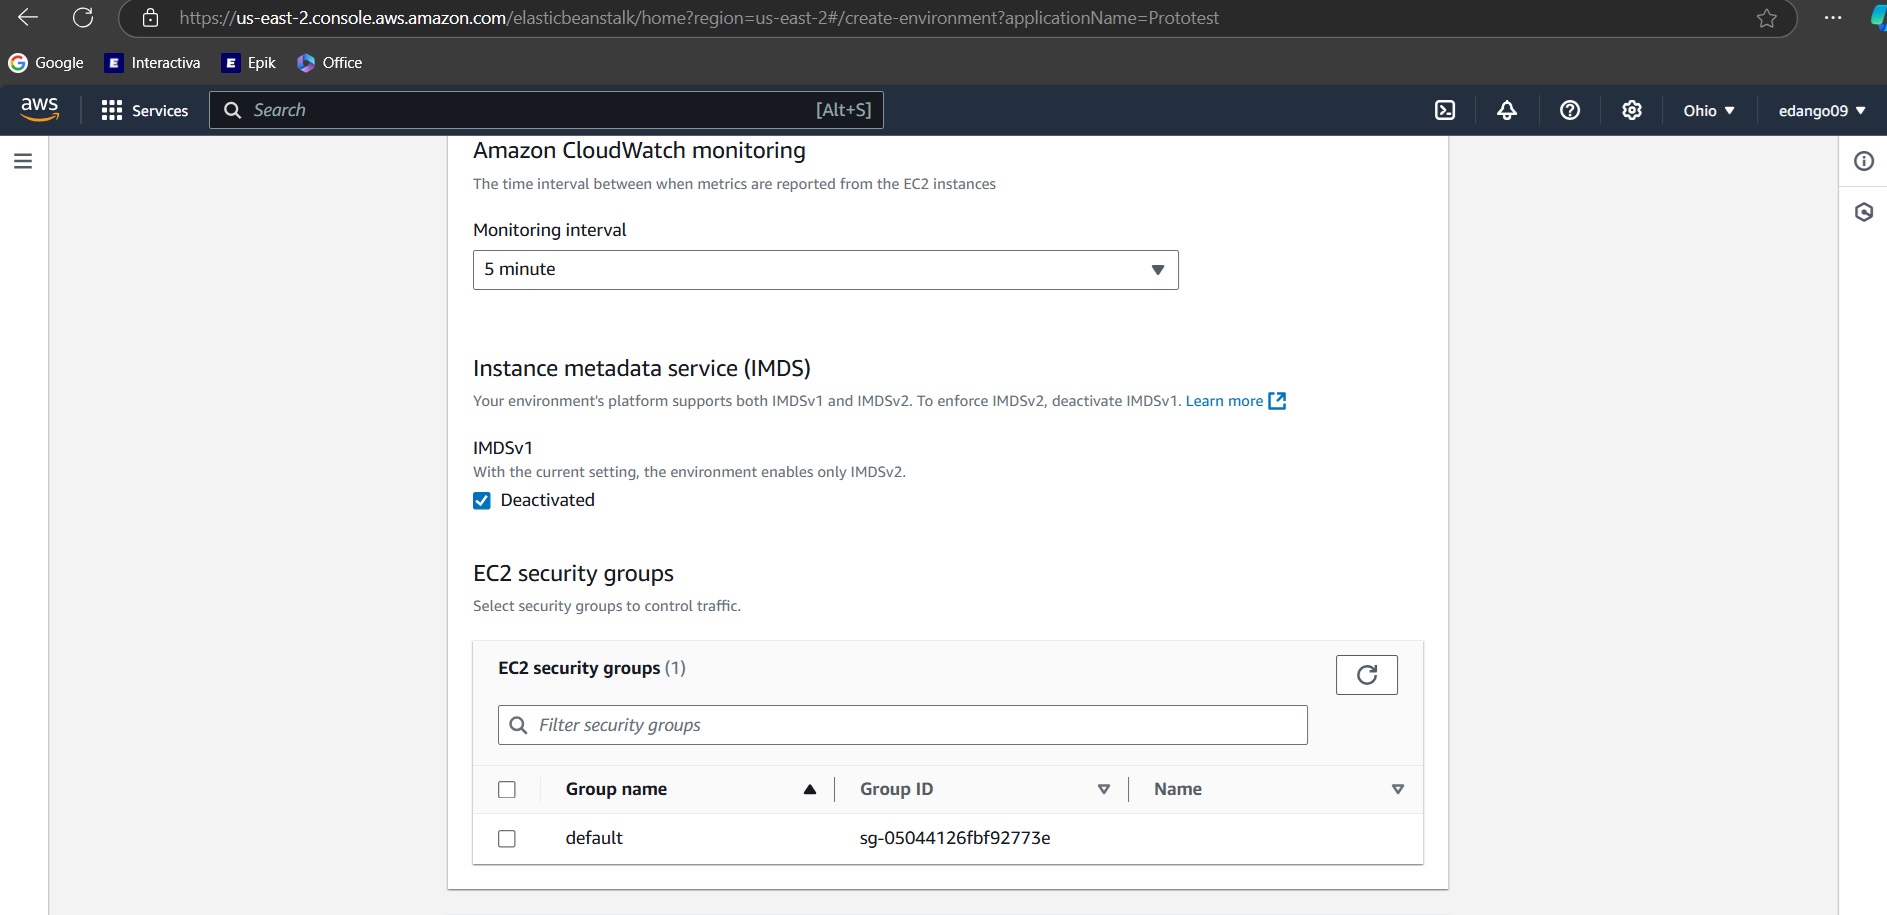 https://us-east-2.console.aws.amazon.com/elasticbeanstalk/home?region=us-east-2#/create-environment?applicationName=Prototest
Google Interactiva Epik Office
aws Services Search [Alt+S] Ohio edango09
Amazon CloudWatch monitoring
The time interval between when metrics are reported from the EC2 instances
Monitoring interval
5 minute
Instance metadata service (IMDS)
Your environment's platform supports both IMDSv1 and IMDSv2. To enforce IMDSv2, deactivate IMDSv1. Learn more
IMDSv1
With the current setting, the environment enables only IMDSv2.
Deactivated
EC2 security groups
Select security groups to control traffic.
EC2 security groups (1)
Filter security groups
Group name Group ID Name
default sg-05044126fbf92773e